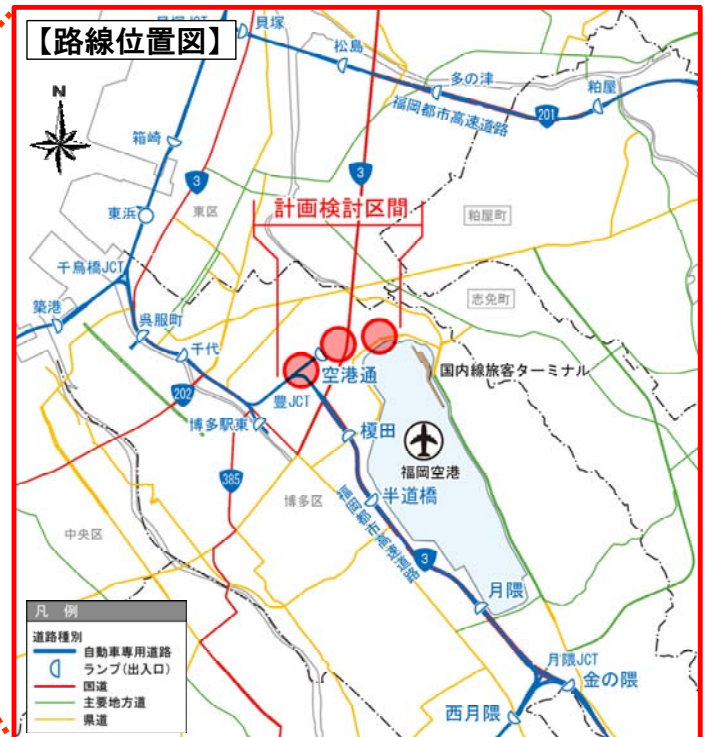 【路線位置図】
貝塚
松島
多の津
粕屋
福岡都市高速道路
201
N
箱崎
3
3
東区
計画検討区間
粕屋町
東浜
千鳥橋JCT
志免町
築港
呉服町
千代
空港通
国内線旅客ターミナル
202
豊JCT
博多駅東
榎田
福岡空港
385
博多区
半道橋
中央区
福岡都市高速道路
3
月隈
凡 例
道路種別
自動車専用道路
ランプ(出入口)
国道
主要地方道
県道
月隈JCT
金の隈
西月隈